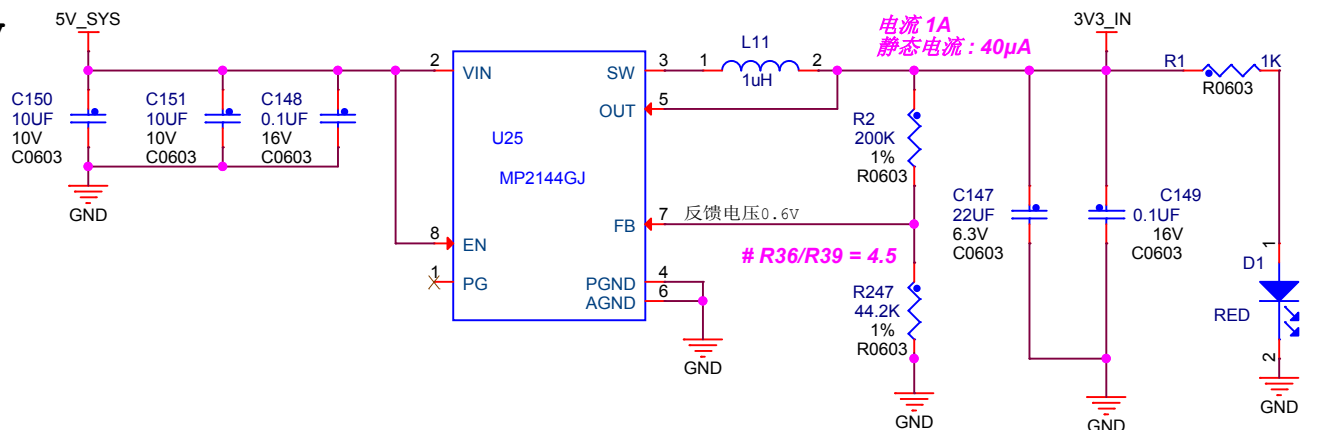 5V_SYS
C150
10UF
10V
C0603
C151
10UF
10V
C0603
C148
0.1UF
16V
C0603
GND
2
VIN
8
EN
1
PG
U25
MP2144GJ
SW
3
OUT
5
FB
7
PGND
4
AGND
6
GND
1
L11
2
1uH
电流 1A
静态电流 : 40µA
反馈电压0.6V
# R36/R39 = 4.5
R2
200K
1%
R0603
R247
44.2K
1%
R0603
GND
3V3_IN
C147
22UF
6.3V
C0603
C149
0.1UF
16V
C0603
GND
R1
1K
R0603
1
D1
RED
2
GND